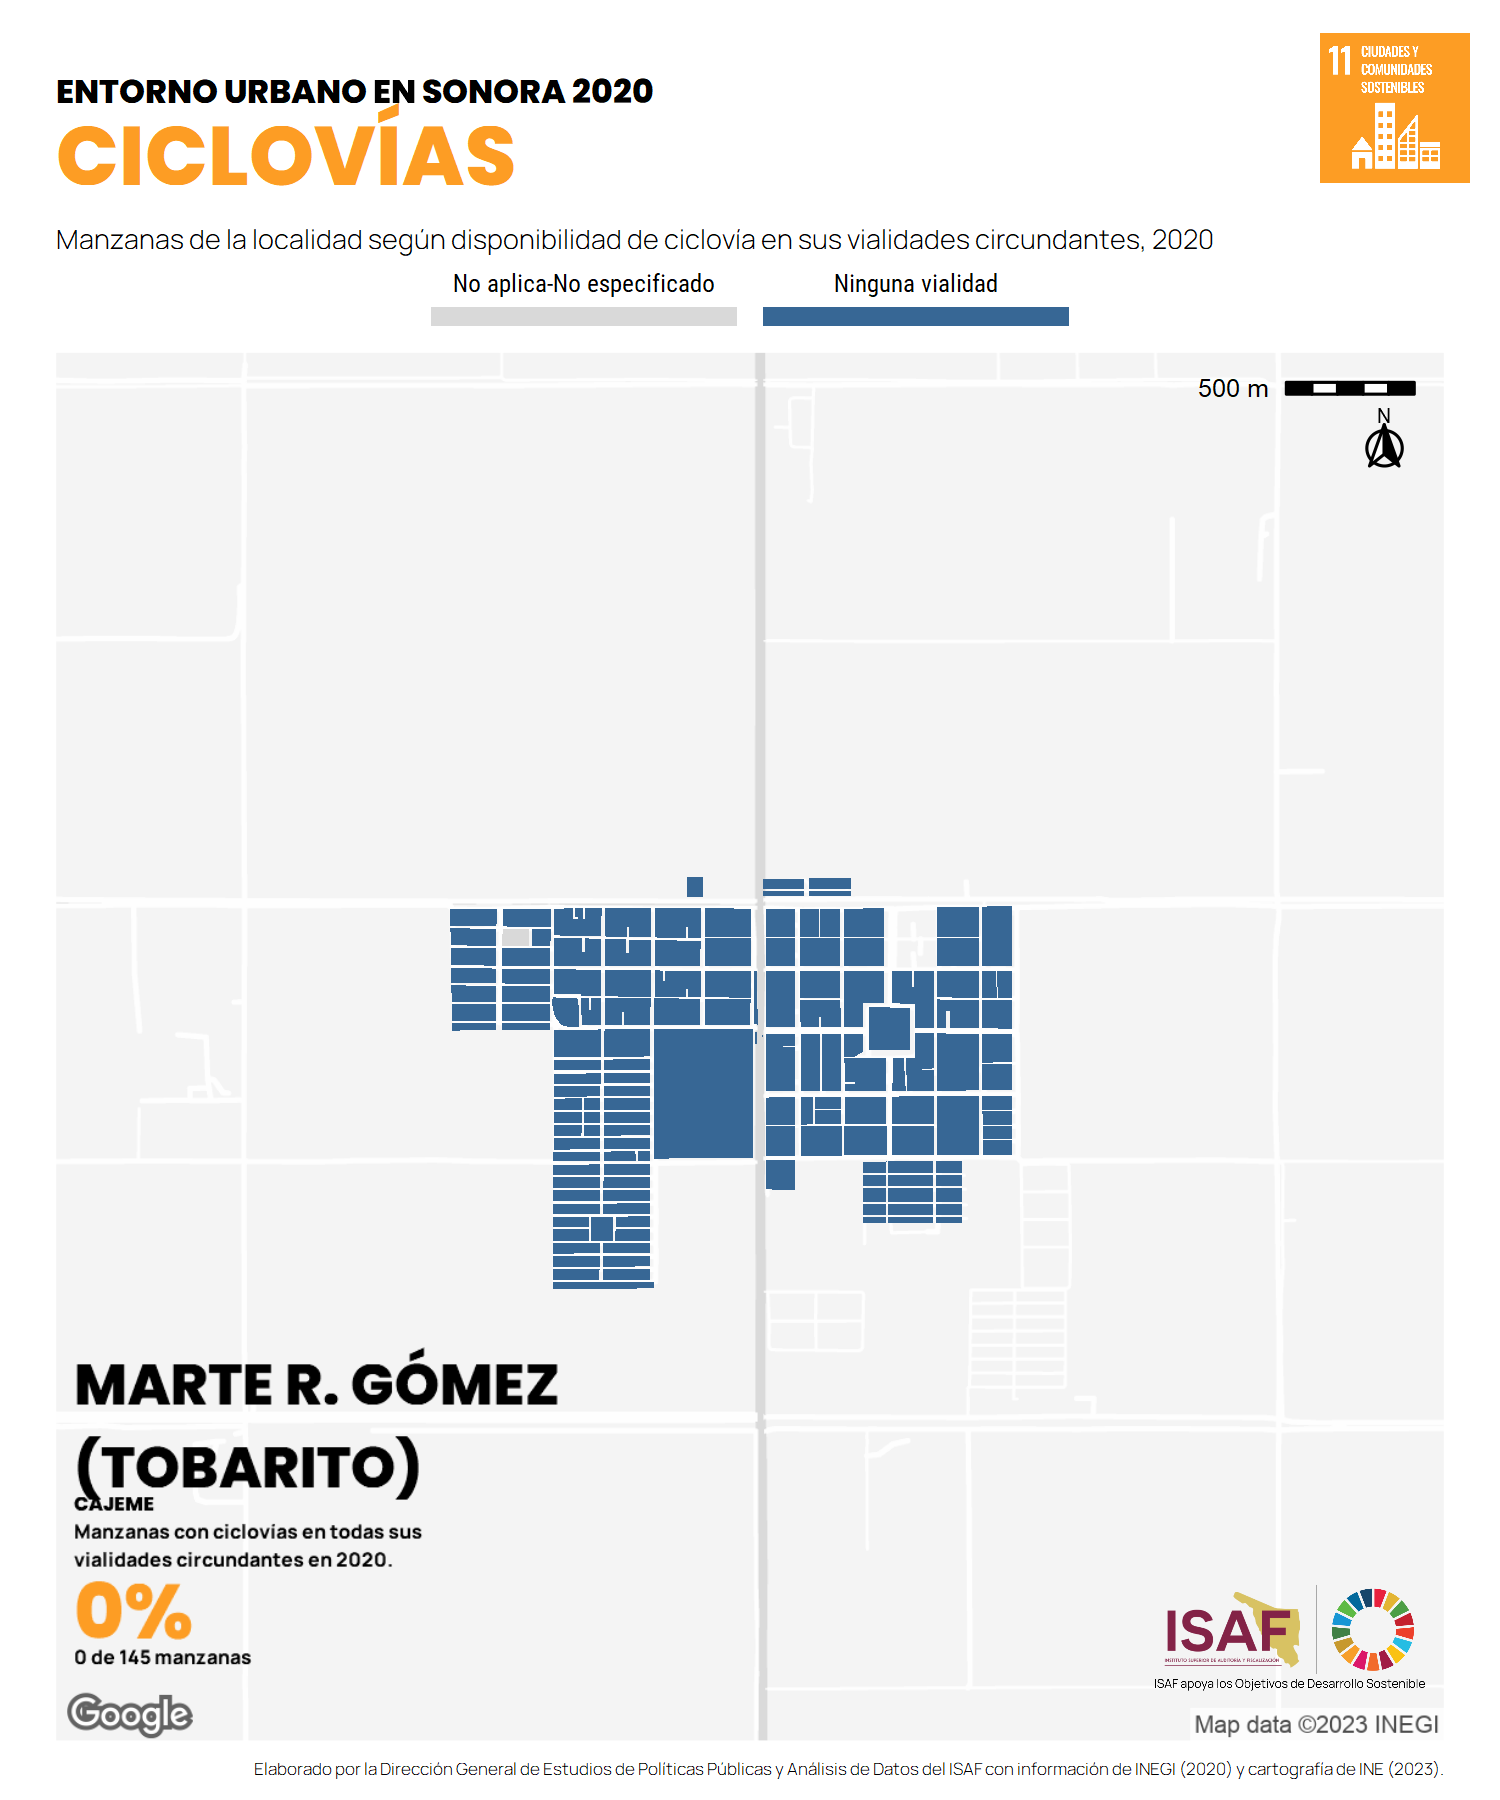 11 CIUDADES Y
COMUNIDADES
SOSTENIBLES
ENTORNO URBANO EN SONORA 2020
CICLOVÍAS
Manzanas de la localidad según disponibilidad de ciclovía en sus vialidades circundantes, 2020
No aplica-No especificado
Ninguna vialidad
500 m
N
MARTE R. GÓMEZ
(TOBARITO)
CAJEME
Manzanas con ciclovias en todas sus
vialidades circundantes en 2020.
0%
0 de 145 manzanas
Google
ISAF
INSTITUTO SUPERIOR DE AUDITORÍA Y FISCALIZACIÓN
ISAF apoya los Objetivos de Desarrollo Sostenible
Map data ©2023 INEGI
Elaborado por la Dirección General de Estudios de Políticas Públicas y Análisis de Datos del ISAF con información de INEGI (2020) y cartografía de INE (2023).